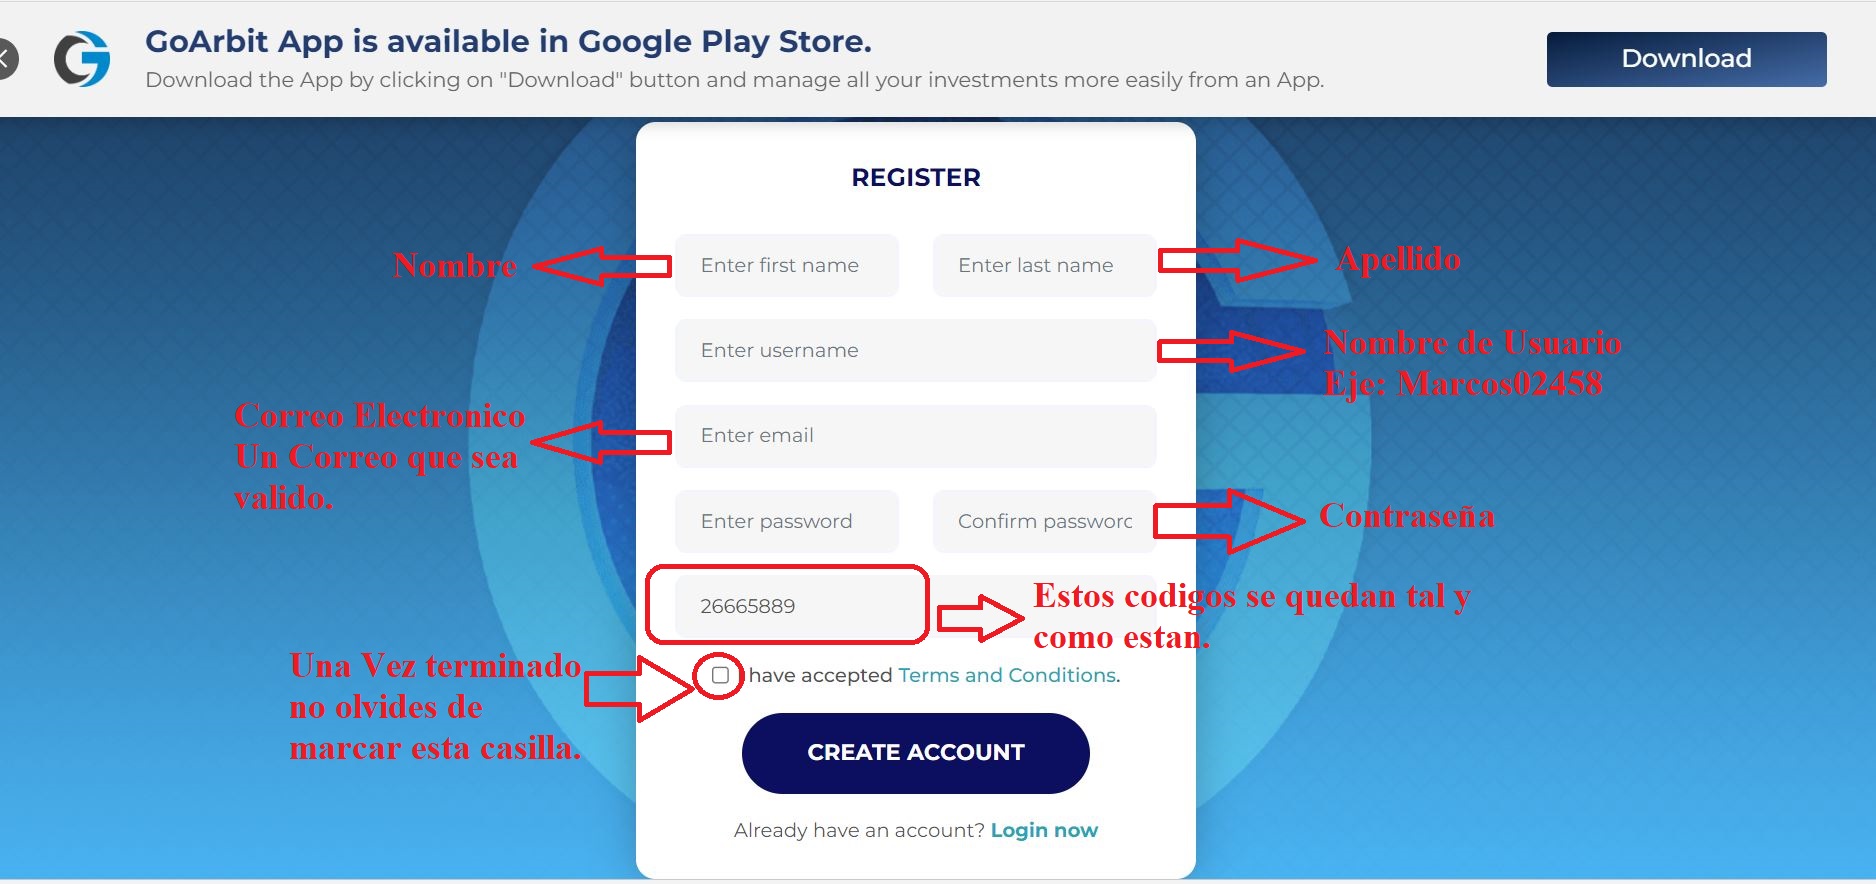 GoArbit App is available in Google Play Store.
Download the App by clicking on "Download" button and manage all your investments more easily from an App.
Download
REGISTER
Nombre
Enter first name
Enter last name
Apellido
Enter username
Nombre de Usuario
Eje: Marcos02458
Correo Electronico
Un Correo que sea
valido.
Enter email
Enter password
Confirm password
Contraseña
26665889
Estos codigos se quedan tal y
como estan.
Una Vez terminado
no olvides de
marcar esta casilla.
have accepted Terms and Conditions.
CREATE ACCOUNT
Already have an account? Login now